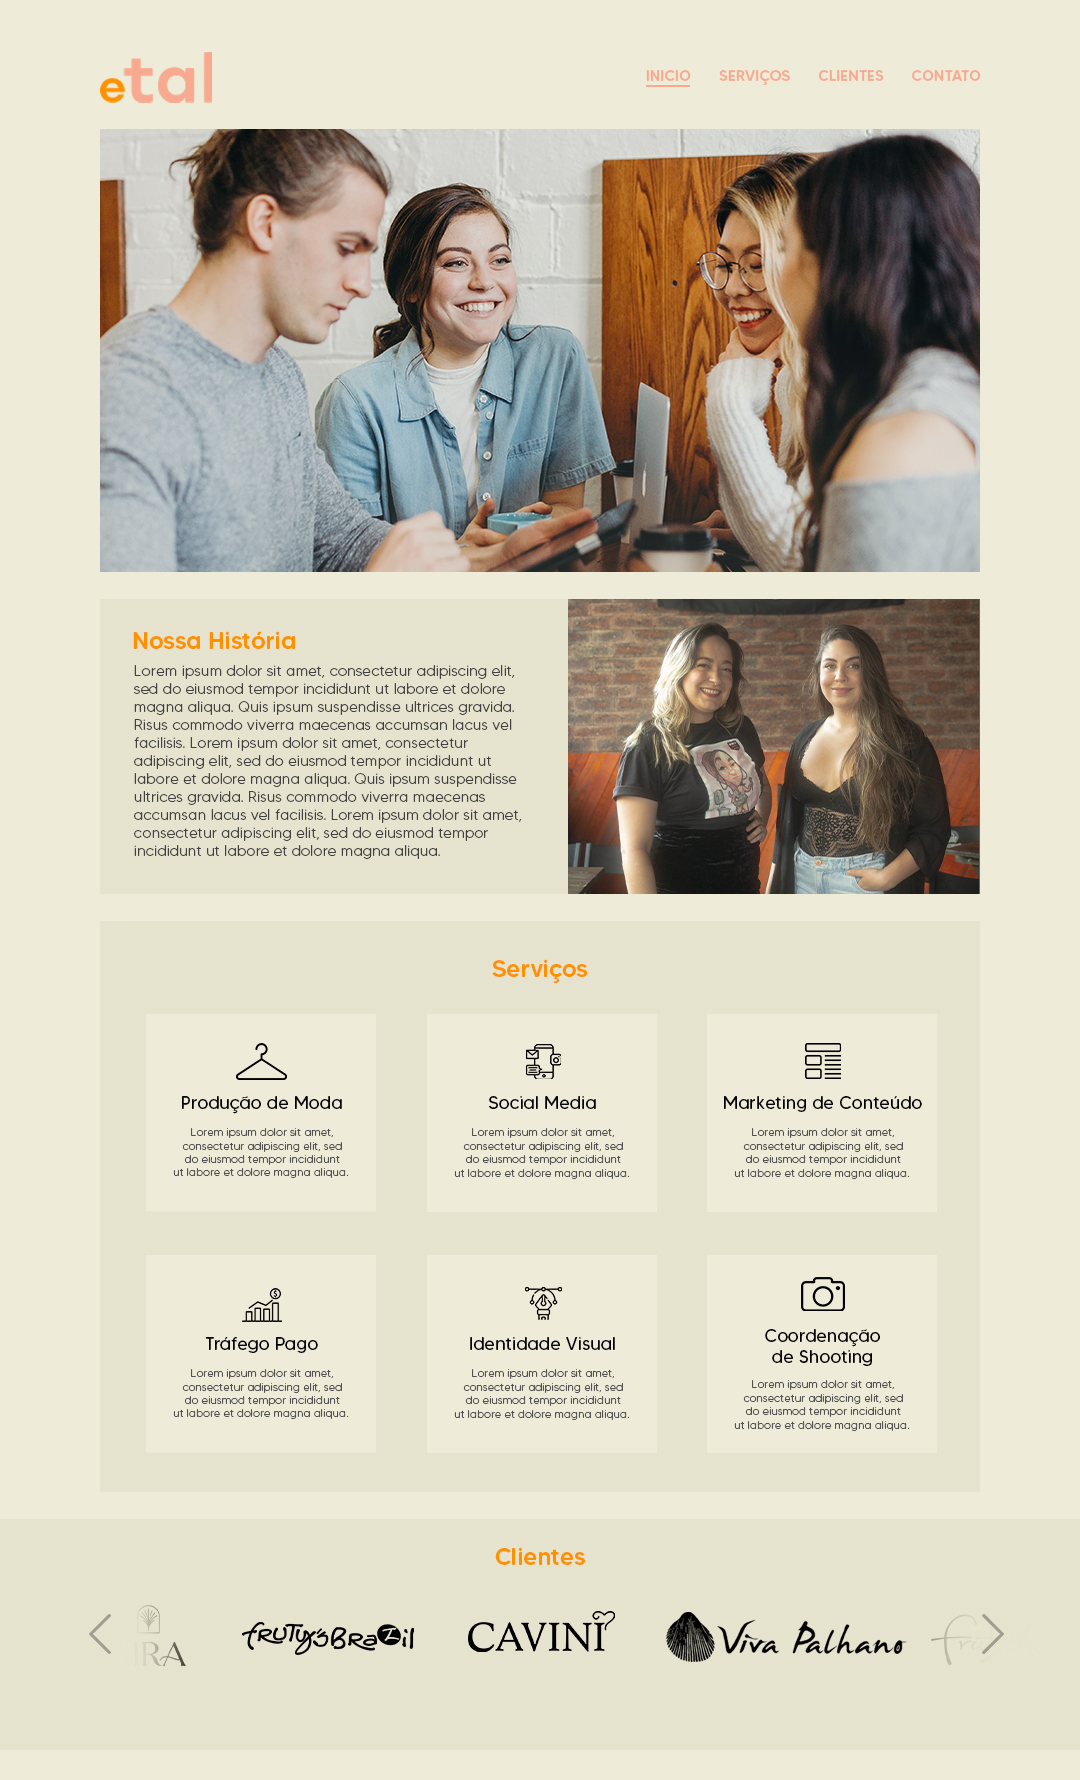 etal
INICIO SERVIÇOS CLIENTES CONTATO
Nossa História
Lorem ipsum dolor sit amet, consectetur adipiscing elit,
sed do eiusmod tempor incididunt ut labore et dolore
magna aliqua. Quis ipsum suspendisse ultrices gravida.
Risus commodo viverra maecenas accumsan lacus vel
facilisis. Lorem ipsum dolor sit amet, consectetur
adipiscing elit, sed do eiusmod tempor incididunt ut
labore et dolore magna aliqua. Quis ipsum suspendisse
ultrices gravida. Risus commodo viverra maecenas
accumsan lacus vel facilisis. Lorem ipsum dolor sit amet,
consectetur adipiscing elit, sed do eiusmod tempor
incididunt ut labore et dolore magna aliqua.
Serviços
Produção de Moda
Lorem ipsum dolor sit amet,
consectetur adipiscing elit, sed
do eiusmod tempor incididunt
ut labore et dolore magna aliqua.
Social Media
Lorem ipsum dolor sit amet,
consectetur adipiscing elit, sed
do eiusmod tempor incididunt
ut labore et dolore magna aliqua.
Marketing de Conteúdo
Lorem ipsum dolor sit amet,
consectetur adipiscing elit, sed
do eiusmod tempor incididunt
ut labore et dolore magna aliqua.
Tráfego Pago
Lorem ipsum dolor sit amet,
consectetur adipiscing elit, sed
do eiusmod tempor incididunt
ut labore et dolore magna aliqua.
Identidade Visual
Lorem ipsum dolor sit amet,
consectetur adipiscing elit, sed
do eiusmod tempor incididunt
ut labore et dolore magna aliqua.
Coordenação
de Shooting
Lorem ipsum dolor sit amet,
consectetur adipiscing elit, sed
do eiusmod tempor incididunt
ut labore et dolore magna aliqua.
Clientes
FRUTY'S BRAZIL
CAVINI
Viva Palhano